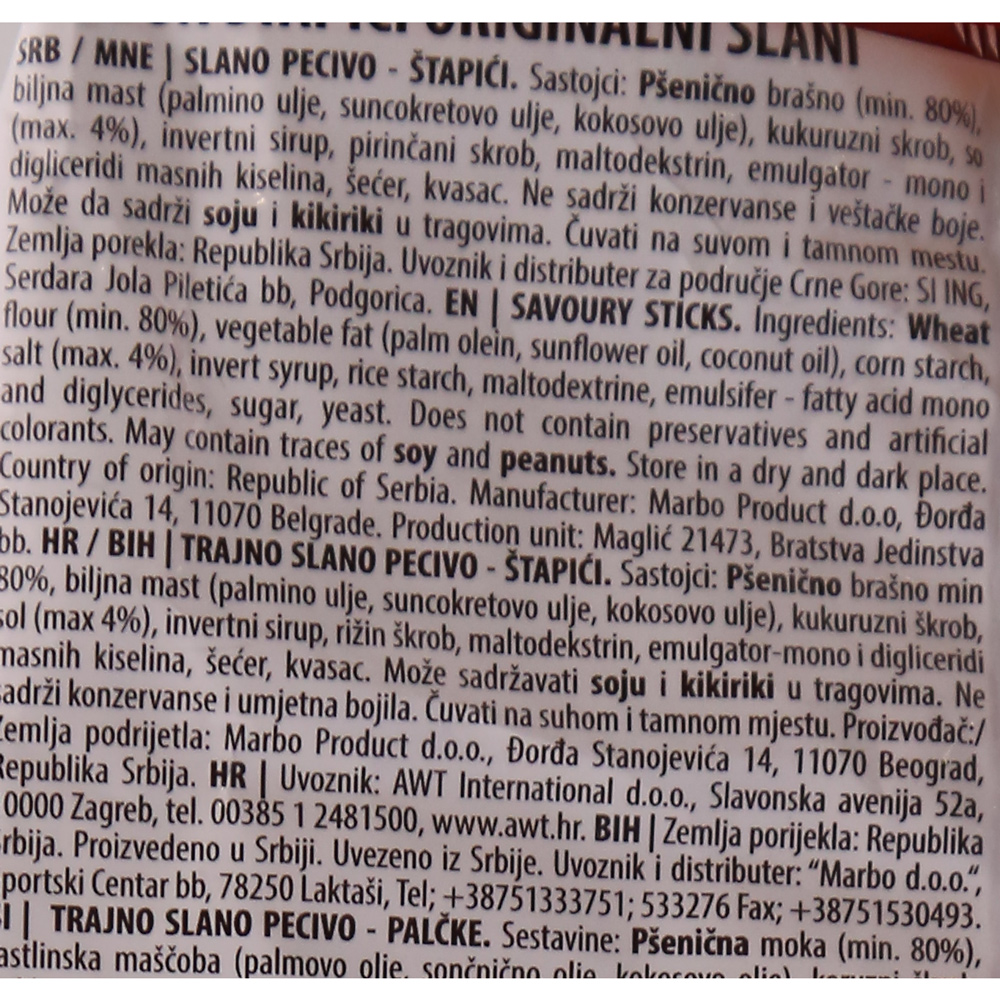 ORIGINALNI SLANI
SRB / MNE | SLANO PECIVO - ŠTAPIĆI. Sastojci: Pšenično brašno (min. 80%),
biljna mast (palmino ulje, suncokretovo ulje, kokosovo ulje), kukuruzni skrob, so
(max. 4%), invertni sirup, pirinčani skrob, maltodekstrin, emulgator - mono i
digliceridi masnih kiselina, šećer, kvasac. Ne sadrži konzervanse i veštačke boje.
Može da sadrži soju i kikiriki u tragovima. Čuvati na suvom i tamnom mestu.
Zemlja porekla: Republika Srbija. Uvoznik i distributer za područje Crne Gore: SI ING,
Serdara Jola Piletića bb, Podgorica. EN | SAVOURY STICKS. Ingredients: Wheat
flour (min. 80%), vegetable fat (palm olein, sunflower oil, coconut oil), corn starch,
salt (max. 4%), invert syrup, rice starch, maltodextrine, emulsifer - fatty acid mono
and diglycerides, sugar, yeast. Does not contain preservatives and artificial
colorants. May contain traces of soy and peanuts. Store in a dry and dark place.
Country of origin: Republic of Serbia. Manufacturer: Marbo Product d.o.o, Đorđa
Stanojevića 14, 11070 Belgrade. Production unit: Maglić 21473, Bratstva Jedinstva
bb. HR / BIH | TRAJNO SLANO PECIVO - ŠTAPIĆI. Sastojci: Pšenično brašno min
80%, biljna mast (palmino ulje, suncokretovo ulje, kokosovo ulje), kukuruzni škrob,
sol (max 4%), invertni sirup, rižin škrob, maltodekstrin, emulgator-mono i digliceridi
masnih kiselina, šećer, kvasac. Može sadržavati soju i kikiriki u tragovima. Ne
sadrži konzervanse i umjetna bojila. Čuvati na suhom i tamnom mjestu. Proizvođač:/
Zemlja podrijetla: Marbo Product d.o.o., Đorđa Stanojevića 14, 11070 Beograd,
Republika Srbija. HR | Uvoznik: AWT International d.o.o., Slavonska avenija 52a,
0000 Zagreb, tel. 00385 1 2481500, www.awt.hr. BIH | Zemlja porijekla: Republika
rbija. Proizvedeno u Srbiji. Uvezeno iz Srbije. Uvoznik i distributer: “Marbo d.o.o.“,
portski Centar bb, 78250 Laktaši, Tel; +38751333751; 533276 Fax; +38751530493.
SI | TRAJNO SLANO PECIVO - PALČKE. Sestavine: Pšenična moka (min. 80%),
astlinska maščoba (palmovo olje, sončnično olje, kokosovo olje),